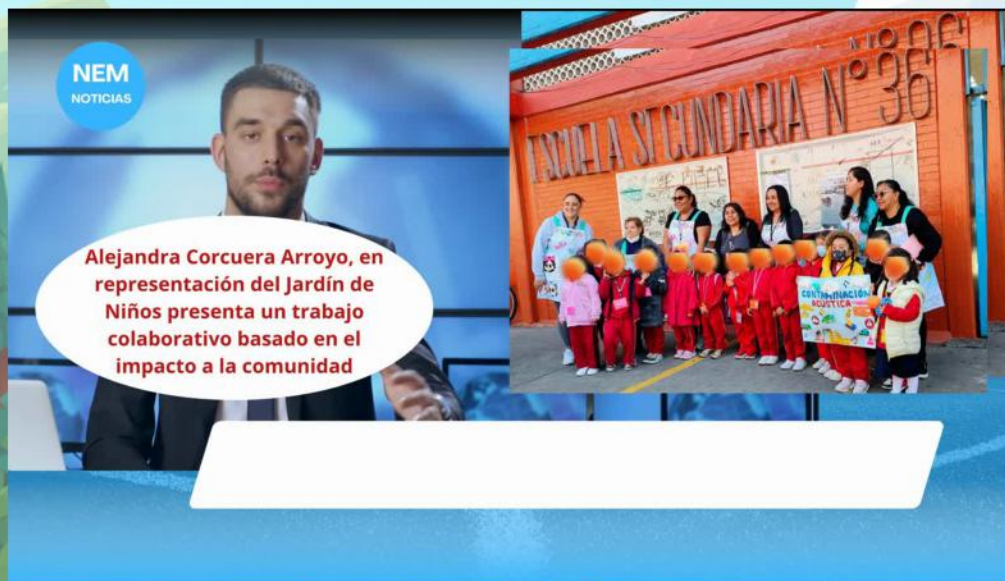 NEM
NOTICIAS
Alejandra Corcuera Arroyo, en
representación del Jardín de
Niños presenta un trabajo
colaborativo basado en el
impacto a la comunidad
ESCUELA SECUNDARIA N° 36
CONTAMINACIÓN
ACÚSTICA